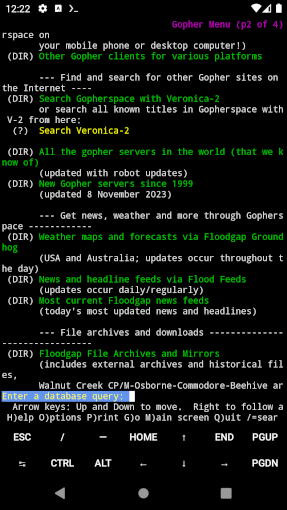 12:22
Gopher Menu (p2 of 4)
rspace on
your mobile phone or desktop computer!)
(DIR) Other Gopher clients for various platforms
--- Find and search for other Gopher sites on
the Internet ----
(DIR) Search Gopherspace with Veronica-2
or search all known titles in Gopherspace with
V-2 from here:
(?) Search Veronica-2
(DIR) All the gopher servers in the world (that we k
now of)
(updated with robot updates)
(DIR) New Gopher servers since 1999
(updated 8 November 2023)
--- Get news, weather and more through Gophers
pace ------------
(DIR) Weather maps and forecasts via Floodgap Ground
hog
(USA and Australia; updates occur throughout t
he day)
(DIR) News and headline feeds via Flood Feeds
(updates occur daily/regularly)
(DIR) Most current Floodgap news feeds
(today's most updated news and headlines)
--- File archives and downloads --------------
-----------------
(DIR) Floodgap File Archives and Mirrors
(includes external archives and historical fil
es,
Walnut Creek CP/M-Osborne-Commodore-Beehive ar
Enter a database query:
Arrow keys: Up and Down to move. Right to follow a
H)elp O)ptions P)rint G)o M)ain screen Q)uit /=sear
ESC / — HOME ↑ END PGUP
↹ CTRL ALT ← ↓ → PGDN